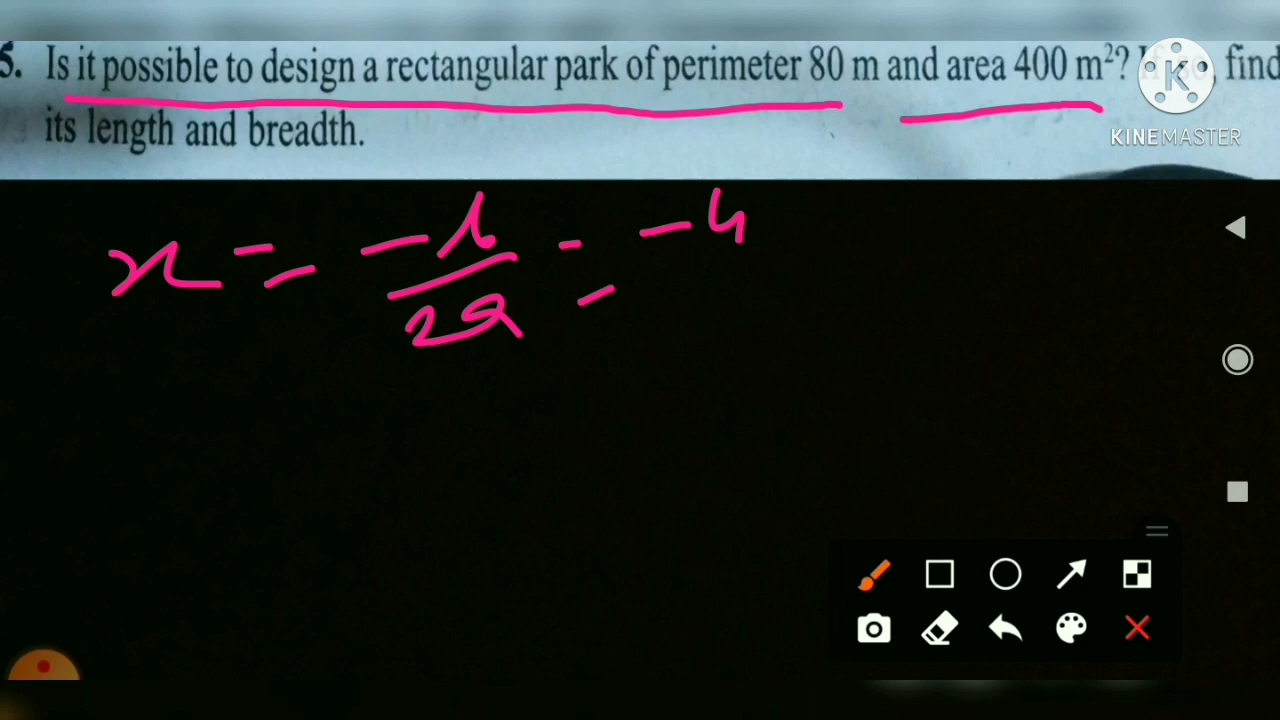 5. Is it possible to design a rectangular park of perimeter 80 m and area 400 m²? If so, find
its length and breadth.
K
KINEMASTER
x = -b/2a = -4